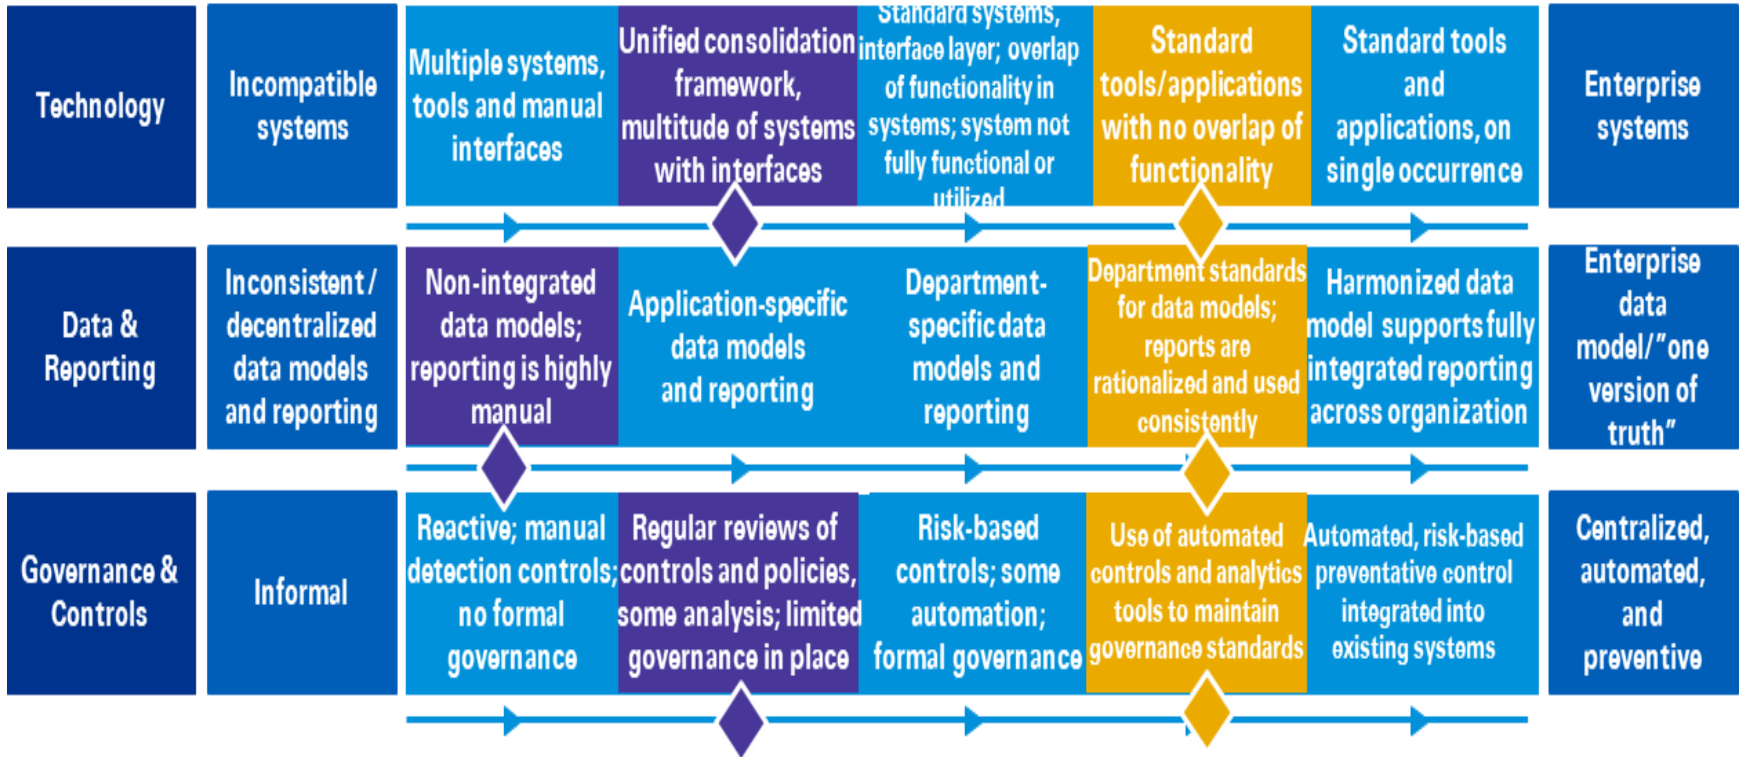 Technology
Incompatible
systems
Multiple systems,
tools and manual
interfaces
Unified consolidation
framework,
multitude of systems
with interfaces
Standard systems,
interface layer; overlap
of functionality in
systems; system not
fully functional or
utilized
Standard
tools/applications
with no overlap of
functionality
Standard tools
and
applications, on
single occurrence
Enterprise
systems
Data &
Reporting
Inconsistent /
decentralized
data models
and reporting
Non-integrated
data models;
reporting is highly
manual
Application-specific
data models
and reporting
Department-
specific data
models and
reporting
Department standards
for data models;
reports are
rationalized and used
consistently
Harmonized data
model supports fully
integrated reporting
across organization
Enterprise
data
model/"one
version of
truth"
Governance &
Controls
Informal
Reactive; manual
detection controls;
no formal
governance
Regular reviews of
controls and policies,
some analysis; limited
governance in place
Risk-based
controls; some
automation;
formal governance
Use of automated
controls and analytics
tools to maintain
governance standards
Automated, risk-based
preventative control
integrated into
existing systems
Centralized,
automated,
and
preventive